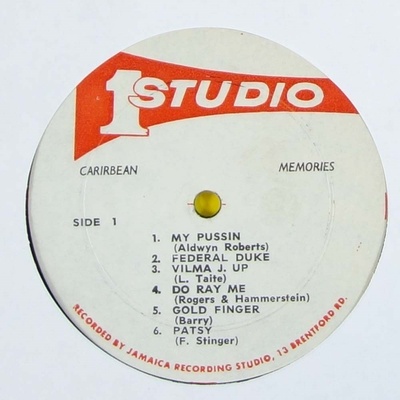 1 STUDIO
CARIRBEAN MEMORIES
SIDE 1
1. MY PUSSIN
(Aldwyn Roberts)
2. FEDERAL DUKE
3. VILMA J. UP
(L. Taite)
4. DO RAY ME
(Rogers & Hammerstein)
5. GOLD FINGER
(Barry)
6. PATSY
(F. Stinger)
RECORDED BY JAMAICA RECORDING STUDIO, 13 BRENTFORD RD.